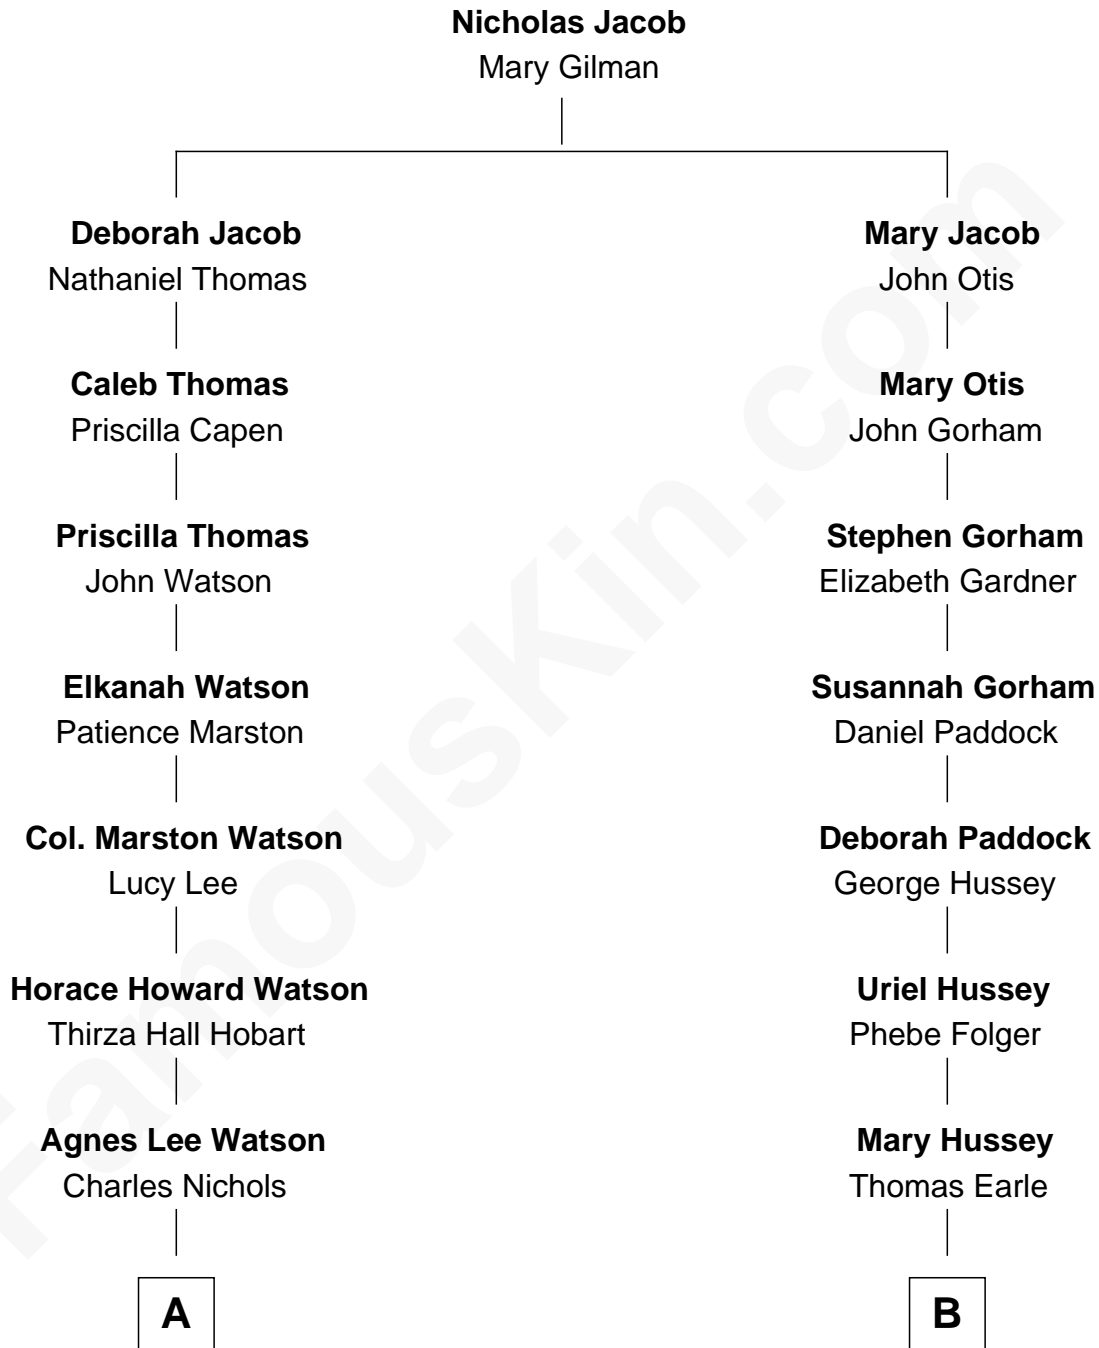 Nicholas Jacob
Mary Gilman
Deborah Jacob
Nathaniel Thomas
Mary Jacob
John Otis
Caleb Thomas
Priscilla Capen
Mary Otis
John Gorham
Priscilla Thomas
John Watson
Stephen Gorham
Elizabeth Gardner
Elkanah Watson
Patience Marston
Susannah Gorham
Daniel Paddock
Col. Marston Watson
Lucy Lee
Deborah Paddock
George Hussey
Horace Howard Watson
Thirza Hall Hobart
Uriel Hussey
Phebe Folger
Agnes Lee Watson
Charles Nichols
Mary Hussey
Thomas Earle
A
B
FamousKin.com